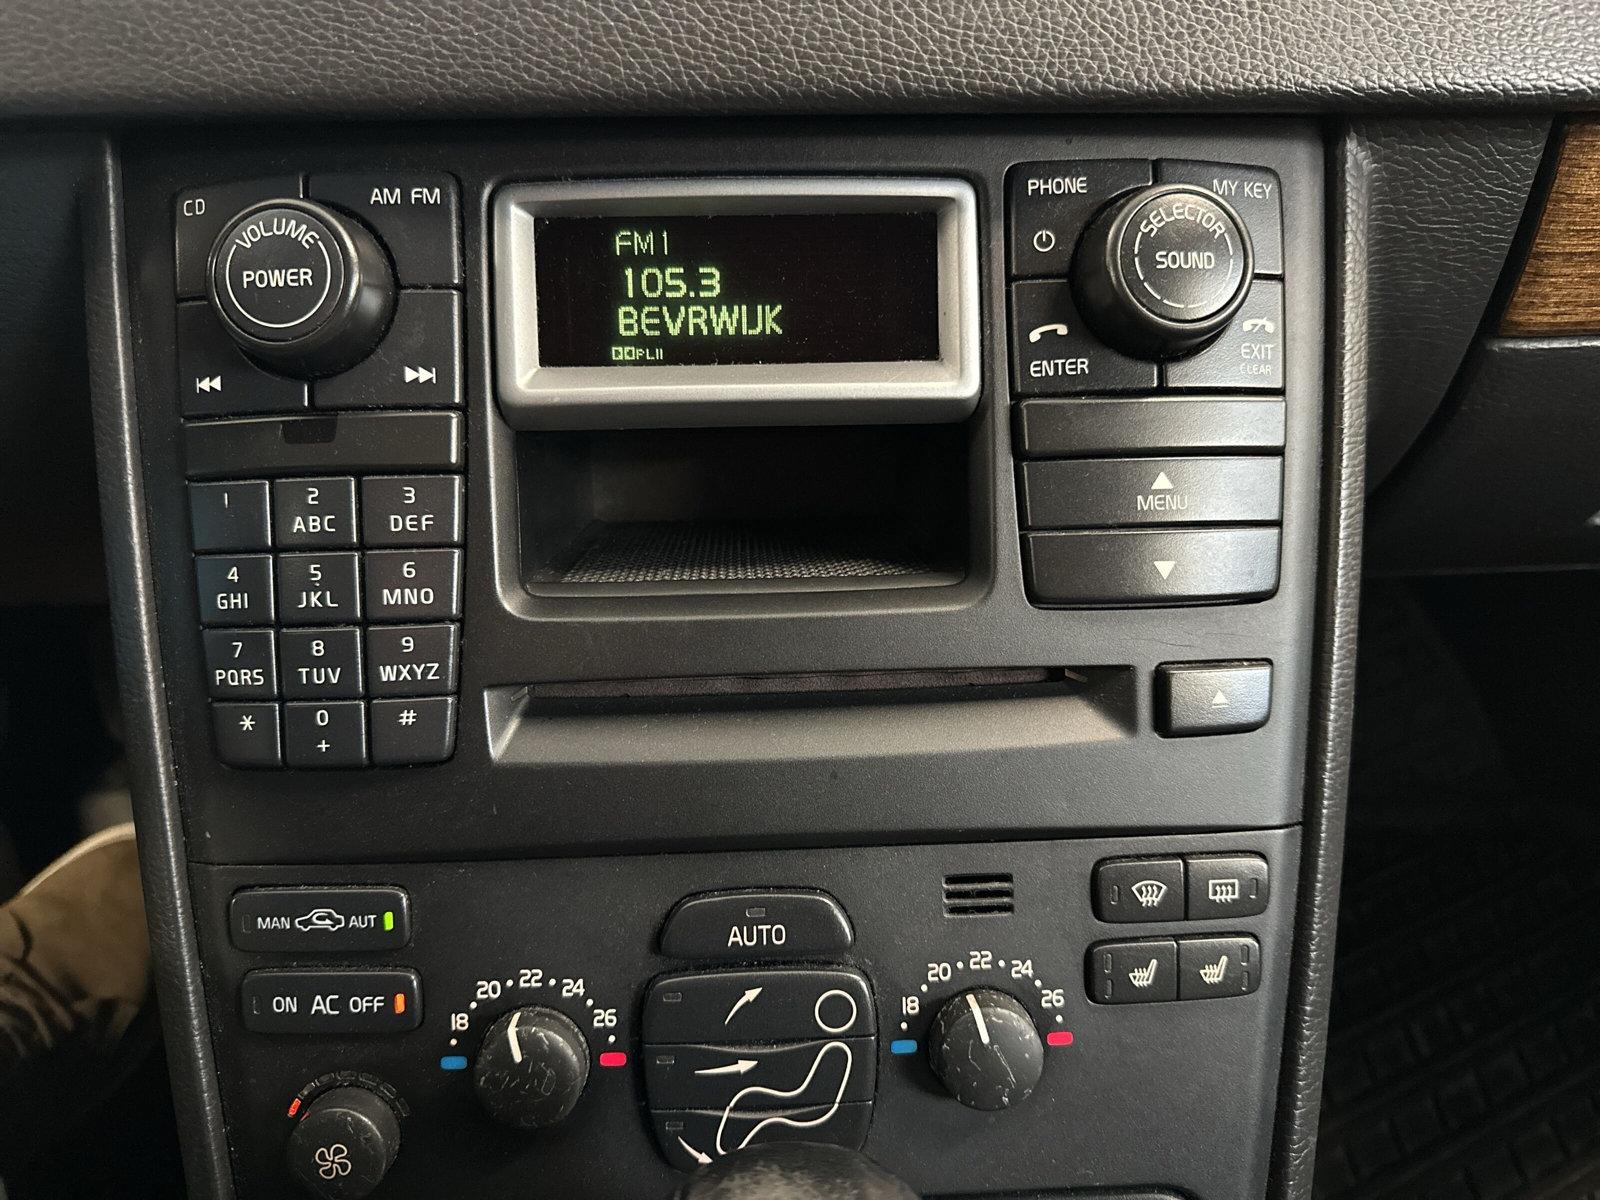 CD
AM FM
VOLUME
POWER
FM1
105.3
BEVRWIJK
PLII
PHONE
MY KEY
SELECTOR
SOUND
ENTER
EXIT
CLEAR
MENU
1
2
ABC
3
DEF
4
GHI
5
JKL
6
MNO
7
PQRS
8
TUV
9
WXYZ
*
0
+
#
MAN AUT
ON AC OFF
AUTO
18 20 22 24 26
18 20 22 24 26